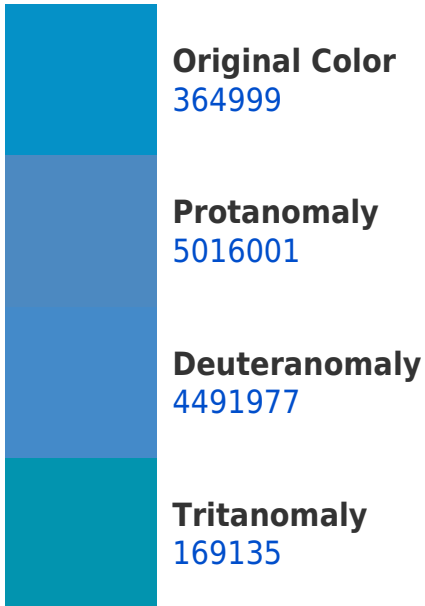 Original Color
364999
Protanomaly
5016001
Deuteranomaly
4491977
Tritanomaly
169135